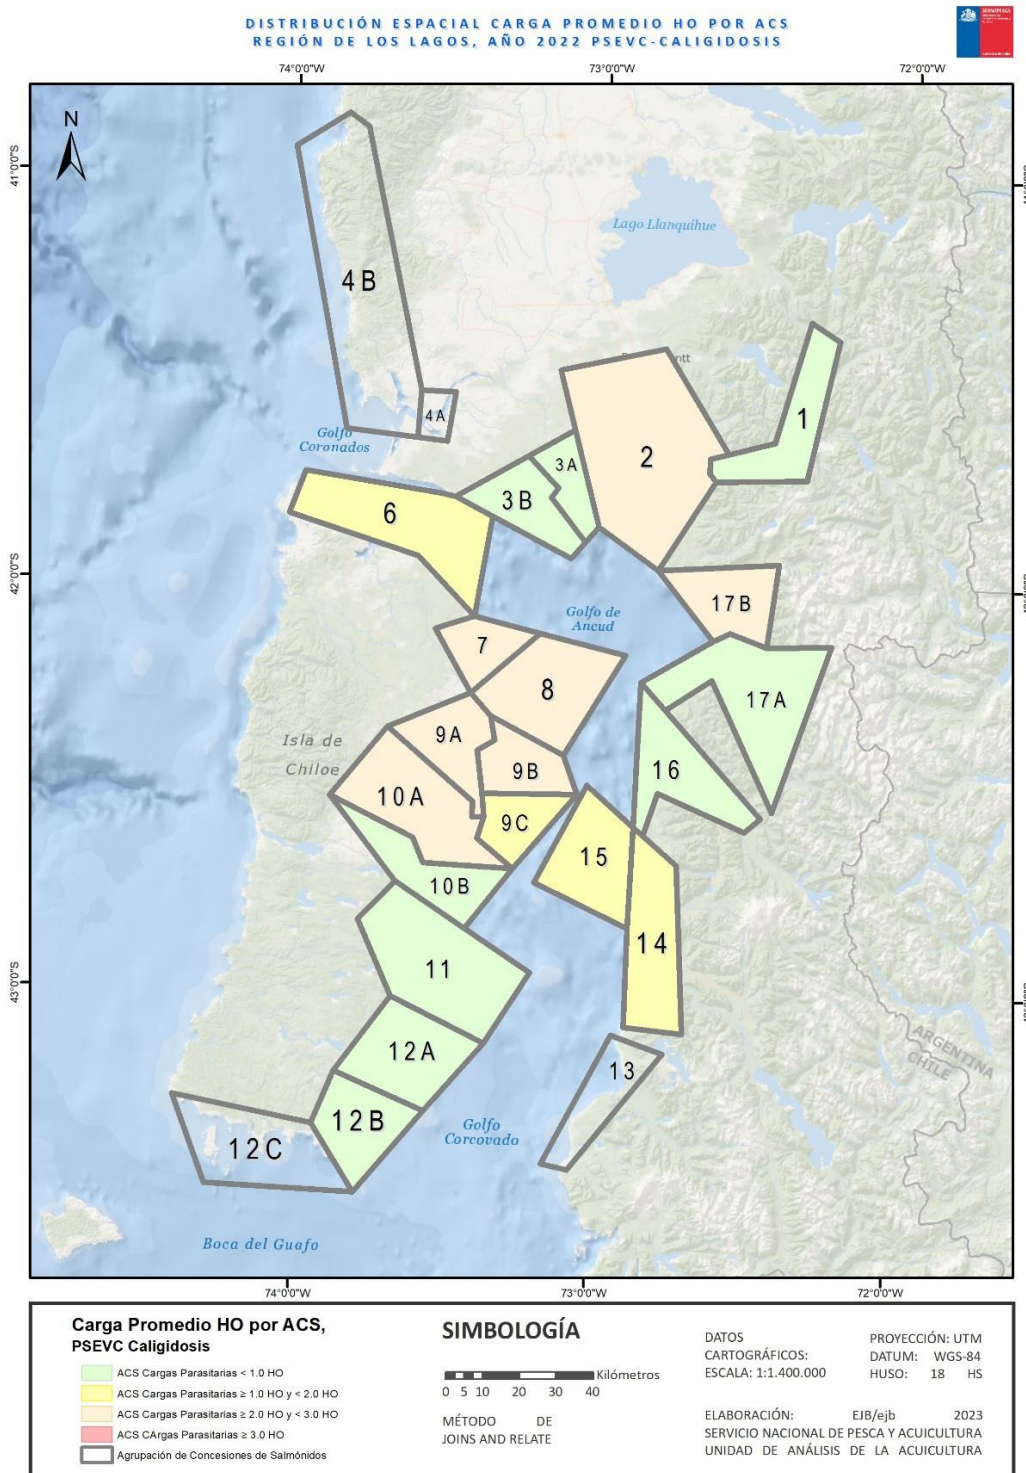 DISTRIBUCIÓN ESPACIAL CARGA PROMEDIO HO POR ACS
REGIÓN DE LOS LAGOS, AÑO 2022 PSEVC-CALIGIDOSIS
74°0'0"W 73°0'0"W 72°0'0"W
N
41°0'0"S
Lago Llanquihue
4 B
1
4 A
Golfo
Coronados
2
3 A
3 B
6
42°0'0"S
17 B
Golfo de
Ancud
7
8
17 A
9 A
Isla de
Chiloe
9 B
16
10 A
9 C
15
10 B
14
11
43°0'0"S
ARGENTINA
CHILE
12 A
13
12 B
Golfo
Corcovado
12 C
Boca del Guafo
74°0'0"W 73°0'0"W 72°0'0"W
Carga Promedio HO por ACS,
PSEVC Caligidosis
ACS Cargas Parasitarias < 1.0 HO
ACS Cargas Parasitarias ≥ 1.0 HO y < 2.0 HO
ACS Cargas Parasitarias ≥ 2.0 HO y < 3.0 HO
ACS CArgas Parasitarias ≥ 3.0 HO
Agrupación de Concesiones de Salmónidos
SIMBOLOGÍA
Kilómetros
0 5 10 20 30 40
MÉTODO DE
JOINS AND RELATE
DATOS
CARTOGRÁFICOS:
ESCALA: 1:1.400.000
PROYECCIÓN: UTM
DATUM: WGS-84
HUSO: 18 HS
ELABORACIÓN: EJB/ejb 2023
SERVICIO NACIONAL DE PESCA Y ACUICULTURA
UNIDAD DE ANÁLISIS DE LA ACUICULTURA